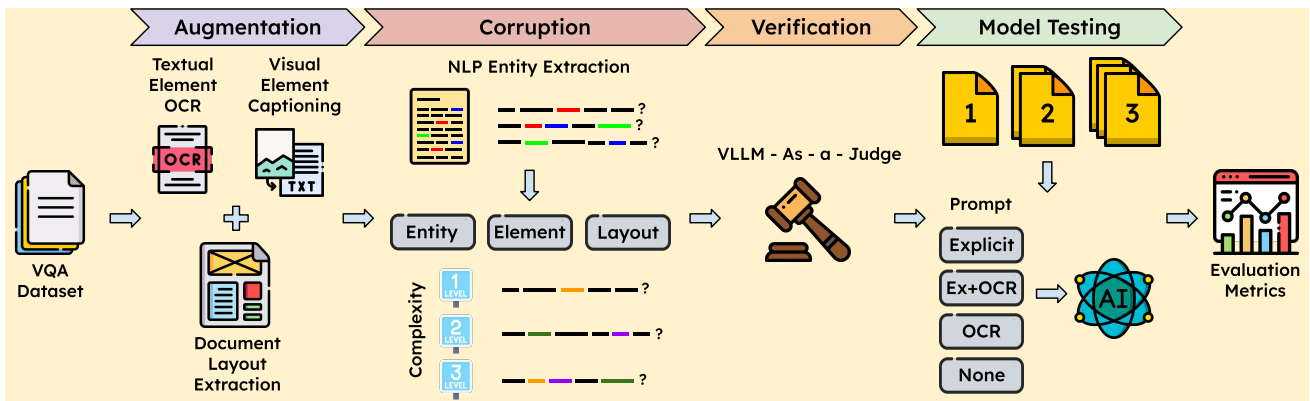 Augmentation
Corruption
Verification
Model Testing
Textual
Element
OCR
Visual
Element
Captioning
OCR
TXT
VQA
Dataset
Document
Layout
Extraction
NLP Entity Extraction
?
?
?
Entity
Element
Layout
Complexity
1
LEVEL
?
2
LEVEL
?
3
LEVEL
?
VLLM - As - a - Judge
1
2
3
Prompt
Explicit
Ex+OCR
OCR
None
AI
Evaluation
Metrics